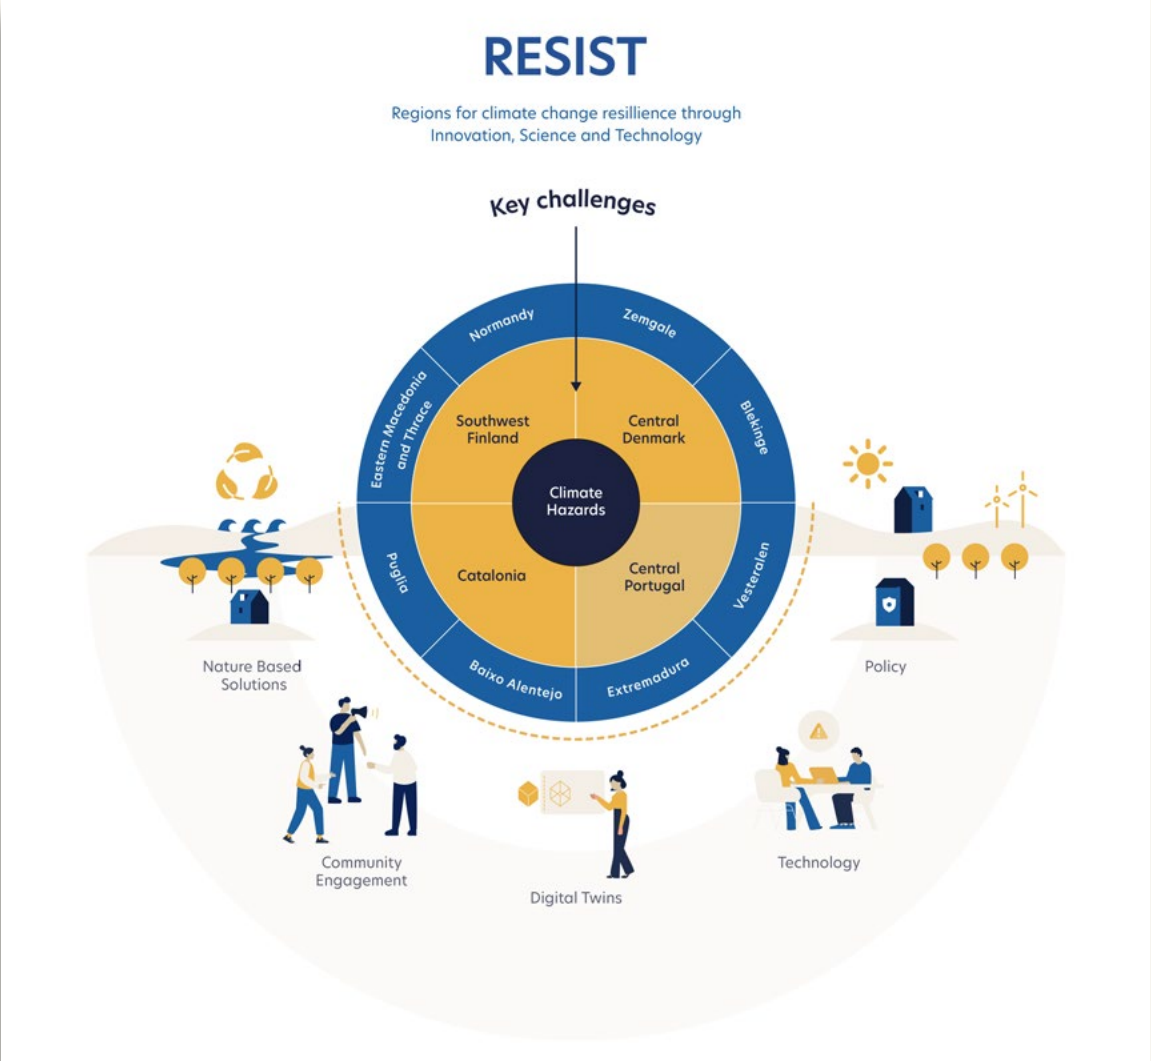 RESIST
Regions for climate change resillience through
Innovation, Science and Technology
Key challenges
Normandy
Zemgale
Eastern Macedonia
and Thrace
Blekinge
Southwest
Finland
Central
Denmark
Climate
Hazards
Puglia
Catalonia
Central
Portugal
Vesteralen
Baixo Alentejo
Extremadura
Nature Based
Solutions
Policy
Community
Engagement
Digital Twins
Technology